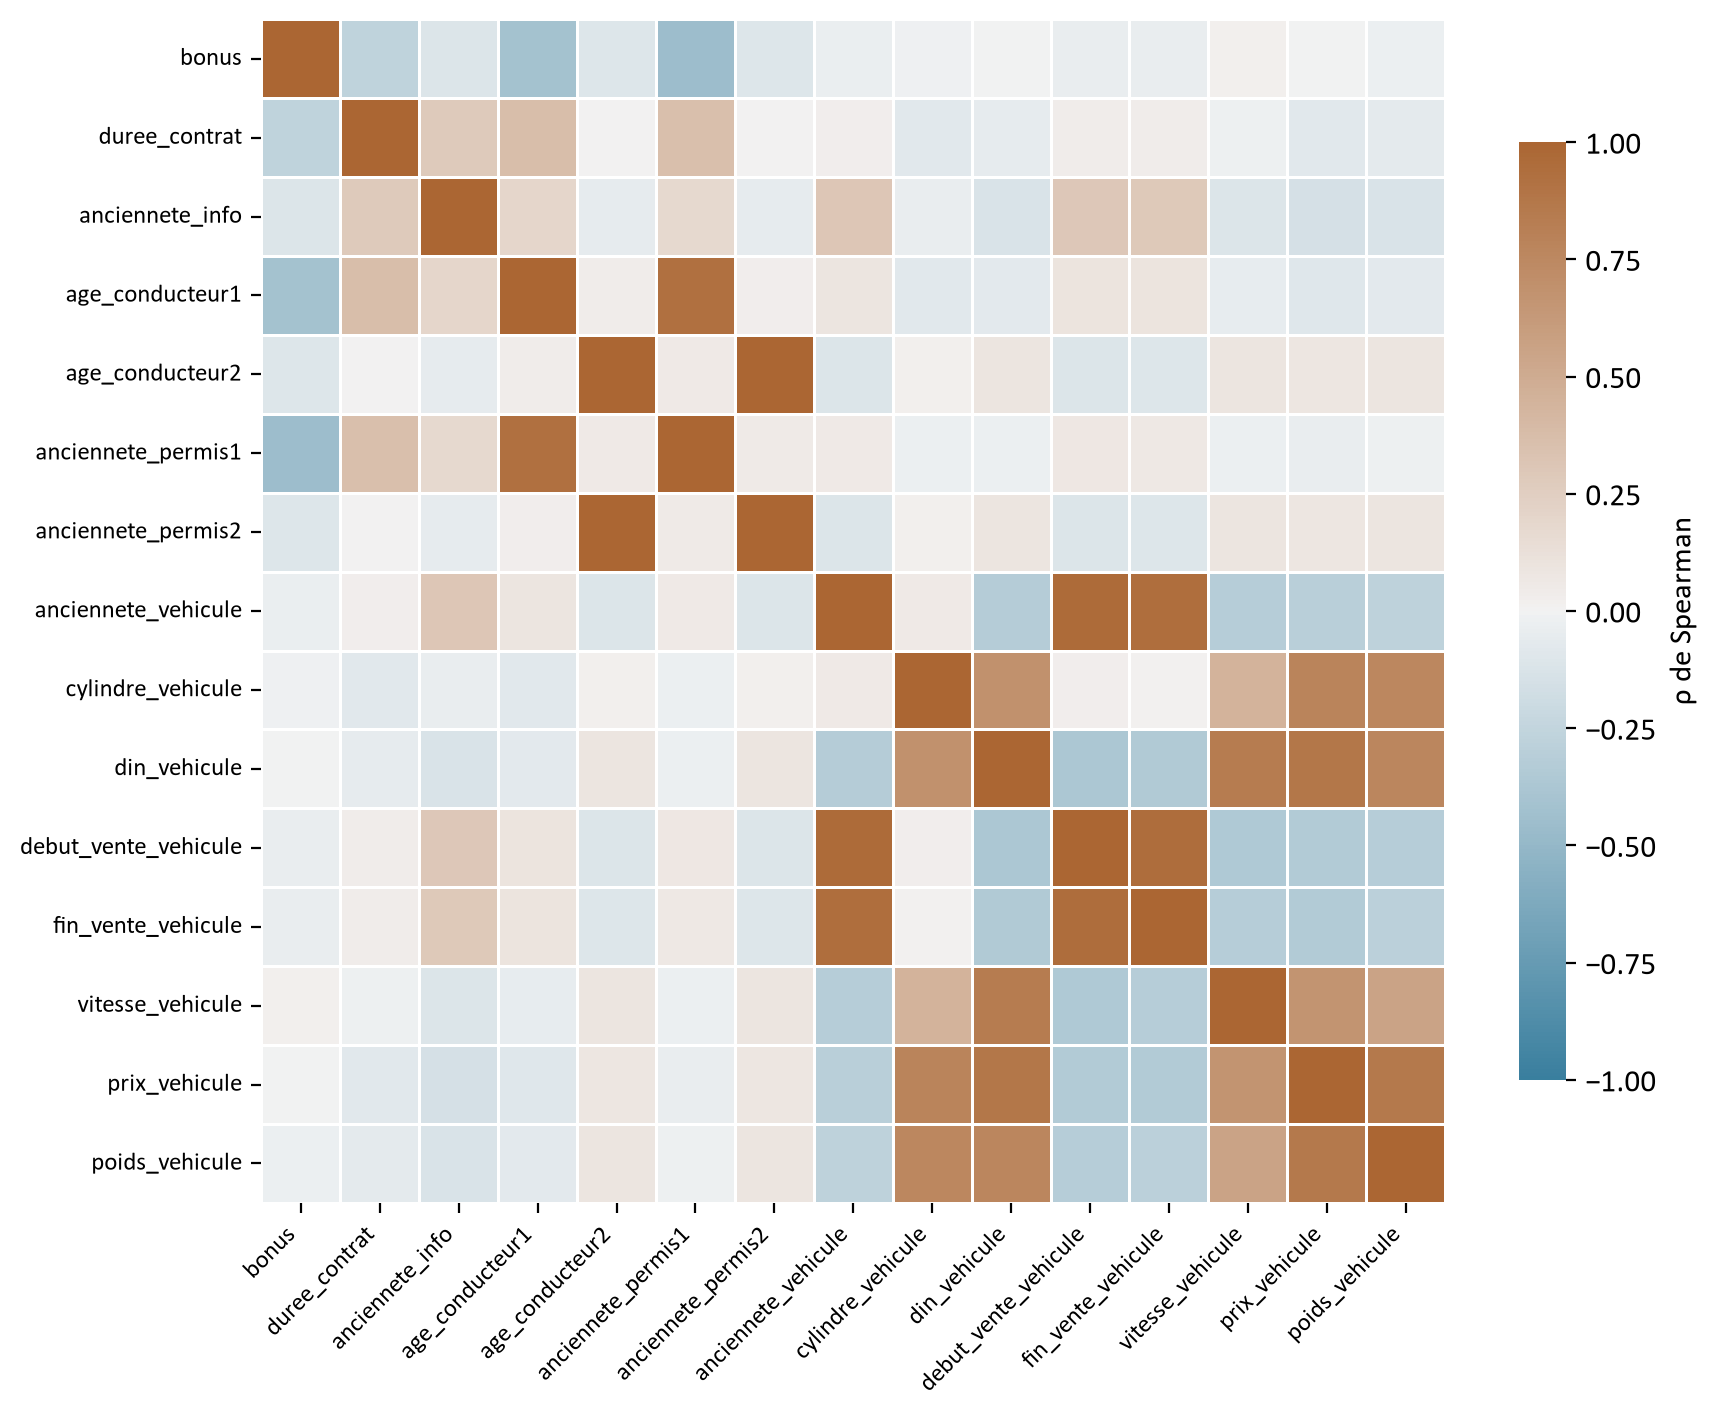 bonus
duree_contrat
anciennete_info
age_conducteur1
age_conducteur2
anciennete_permis1
anciennete_permis2
anciennete_vehicule
cylindre_vehicule
din_vehicule
debut_vente_vehicule
fin_vente_vehicule
vitesse_vehicule
prix_vehicule
poids_vehicule
bonus
duree_contrat
anciennete_info
age_conducteur1
age_conducteur2
anciennete_permis1
anciennete_permis2
anciennete_vehicule
cylindre_vehicule
din_vehicule
debut_vente_vehicule
fin_vente_vehicule
vitesse_vehicule
prix_vehicule
poids_vehicule
1.00
0.75
0.50
0.25
0.00
−0.25
−0.50
−0.75
−1.00
ρ de Spearman